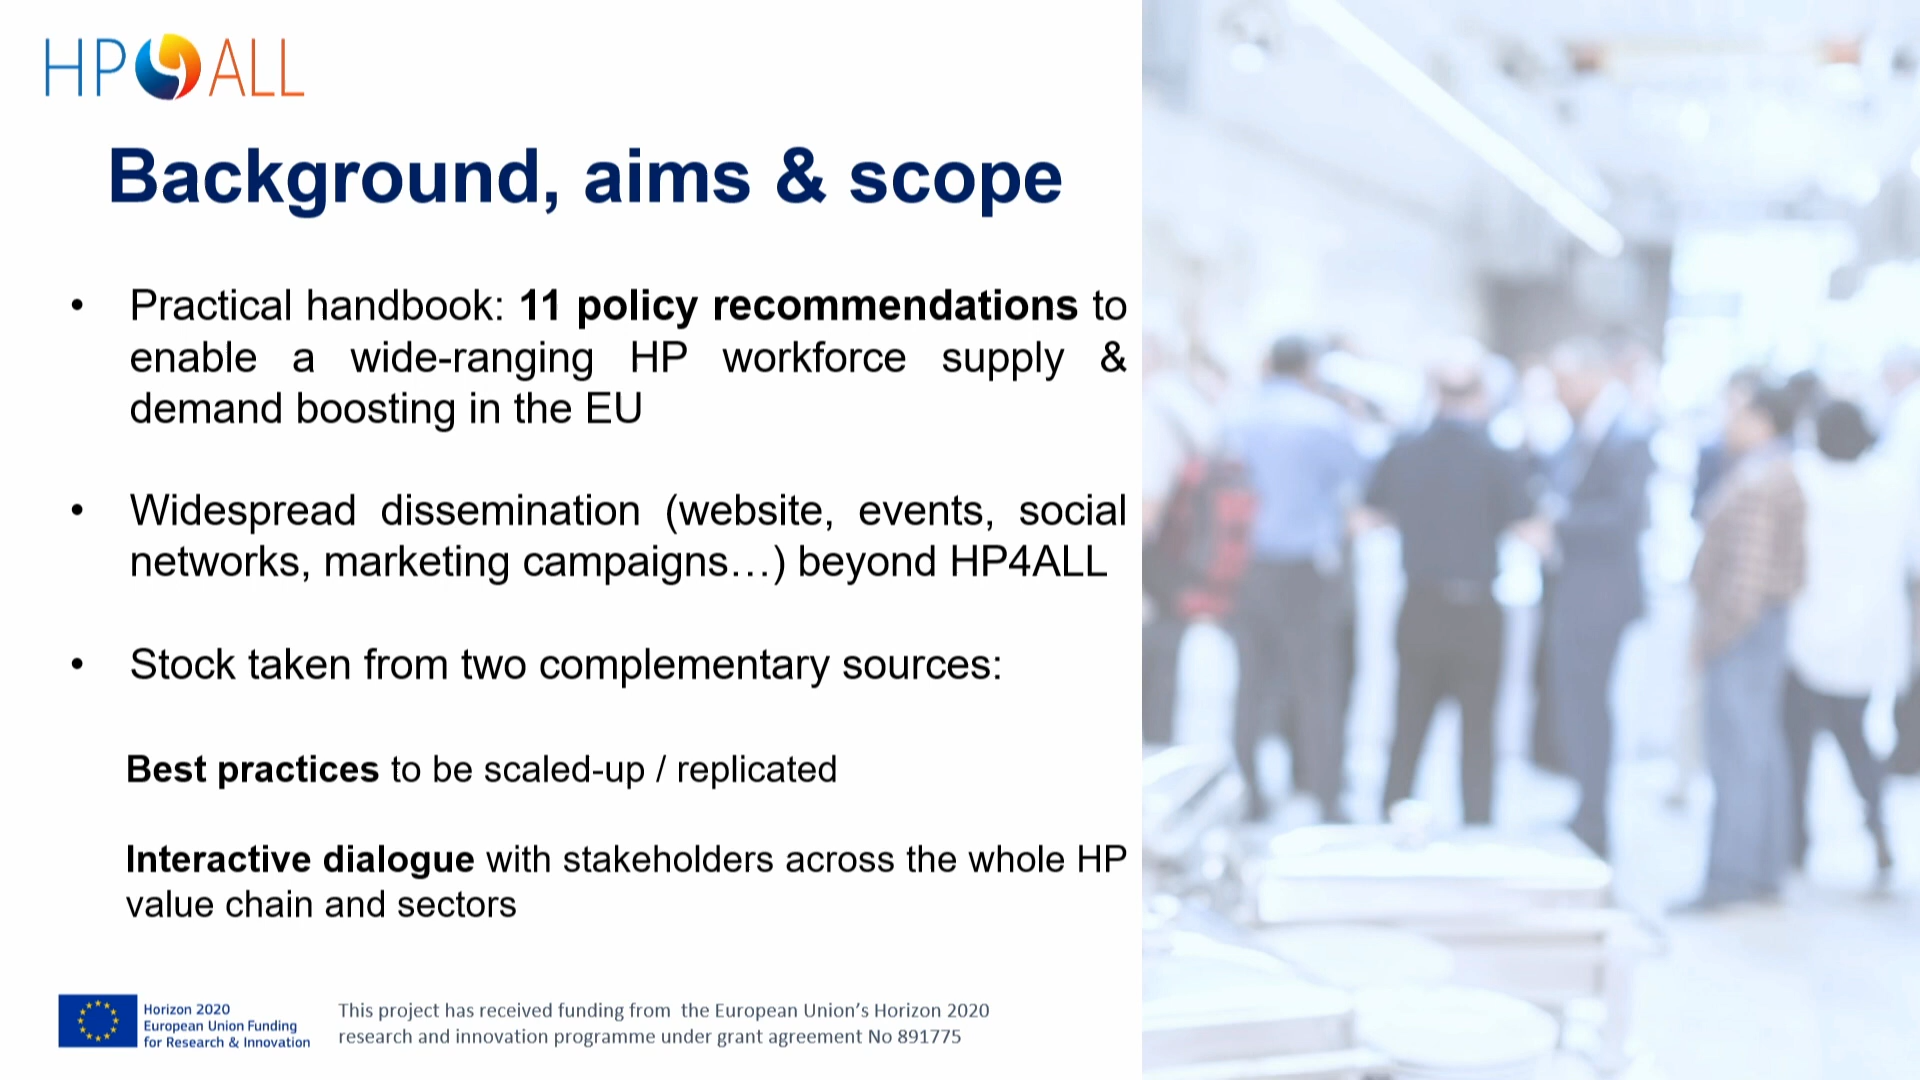 HP4ALL
Background, aims & scope
• Practical handbook: 11 policy recommendations to
enable a wide-ranging HP workforce supply &
demand boosting in the EU
• Widespread dissemination (website, events, social
networks, marketing campaigns…) beyond HP4ALL
• Stock taken from two complementary sources:
Best practices to be scaled-up / replicated
Interactive dialogue with stakeholders across the whole HP
value chain and sectors
Horizon 2020
European Union Funding
for Research & Innovation
This project has received funding from the European Union’s Horizon 2020
research and innovation programme under grant agreement No 891775